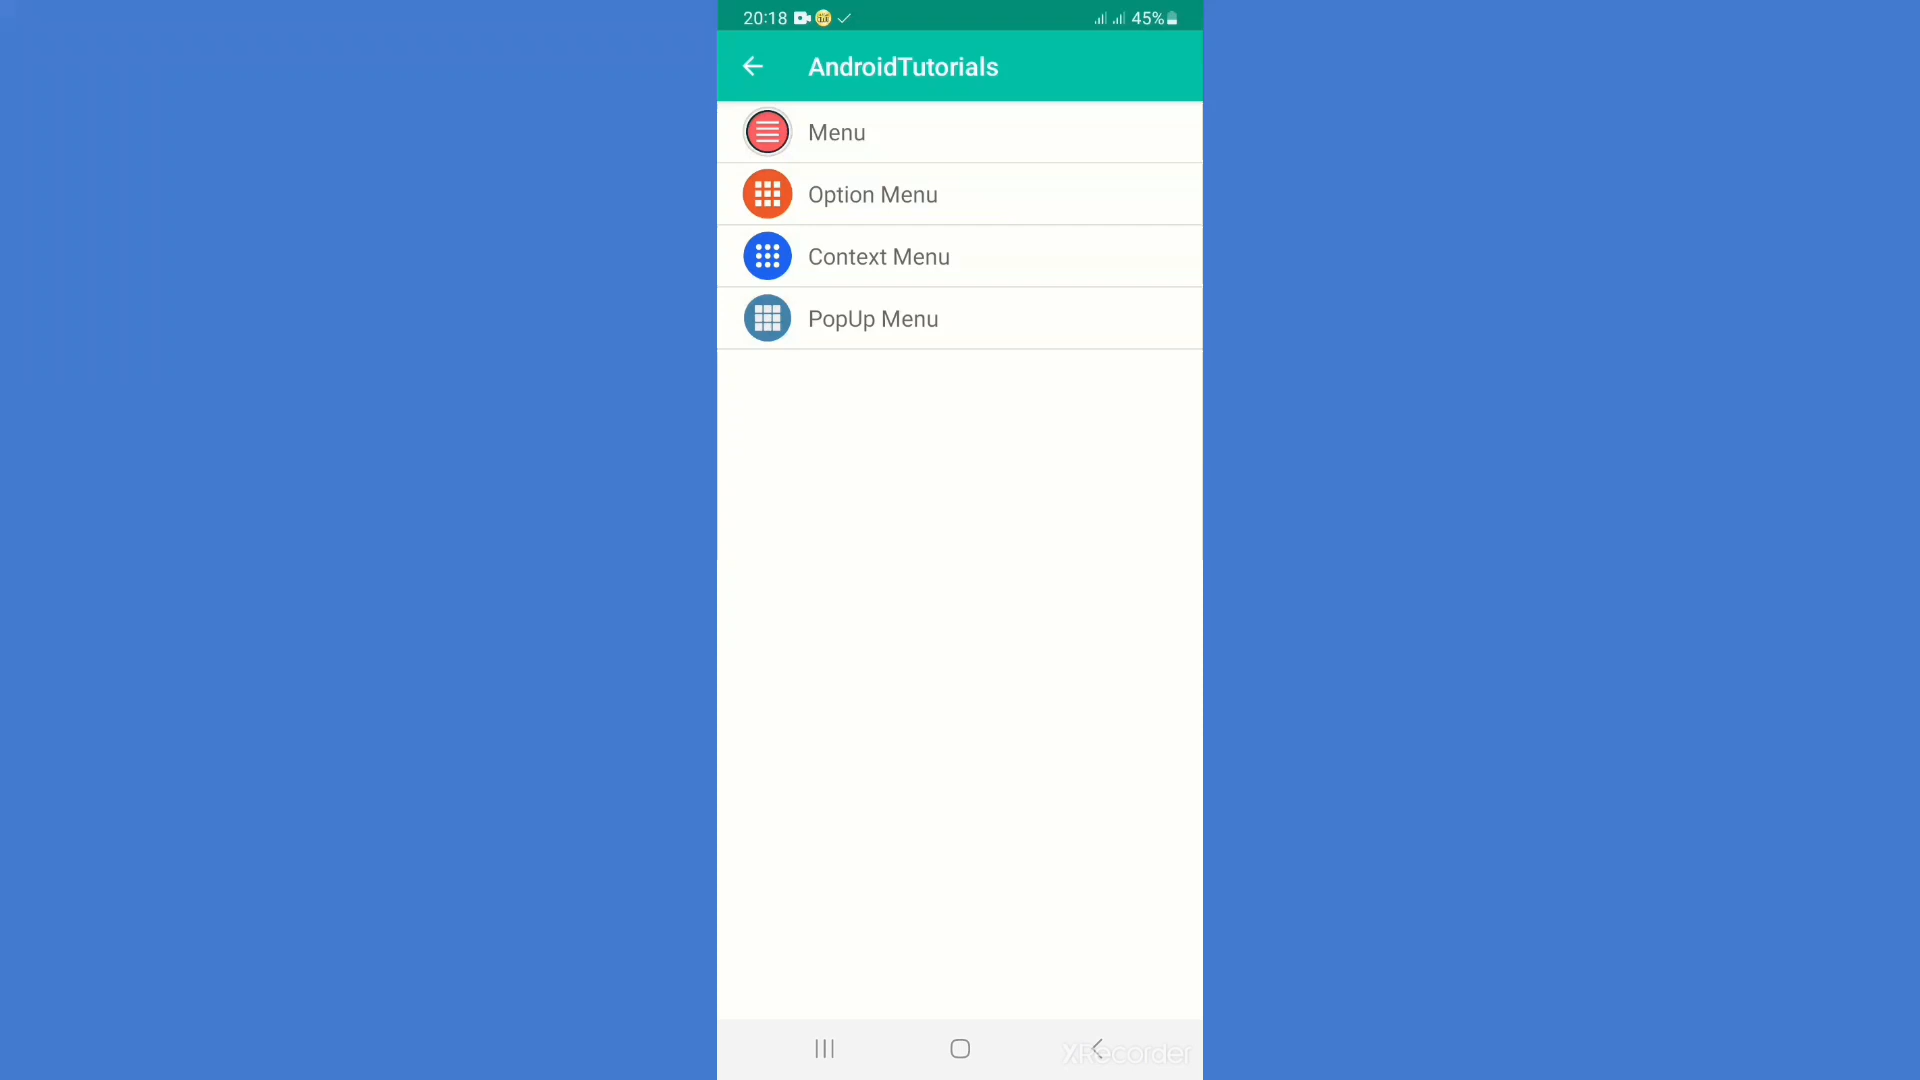 20:18 45%
AndroidTutorials
Menu
Option Menu
Context Menu
PopUp Menu
XRecorder